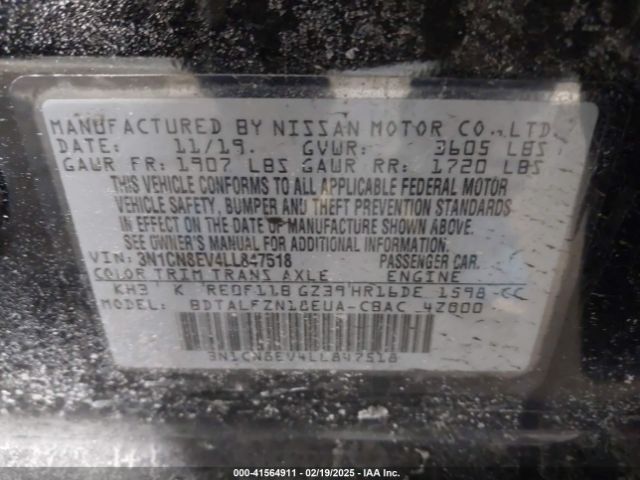 MANUFACTURED BY NISSAN MOTOR CO., LTD.
DATE: 11/19. GVWR: 3605 LBS
GAWR FR: 1907 LBS GAWR RR: 1720 LBS
THIS VEHICLE CONFORMS TO ALL APPLICABLE FEDERAL MOTOR
VEHICLE SAFETY, BUMPER AND THEFT PREVENTION STANDARDS
IN EFFECT ON THE DATE OF MANUFACTURE SHOWN ABOVE.
SEE OWNER'S MANUAL FOR ADDITIONAL INFORMATION.
VIN: 3N1CN8EV4LL847518 PASSENGER CAR.
COLOR TRIM TRANS AXLE ENGINE
KH3 K RE0F11B GZ39 HR16DE 1598 CC
MODEL: BDTALFZN18EUA-CBAC 4Z800
3N1CN8EV4LL847518
000-41564911 — 02/19/2025 — IAA Inc.